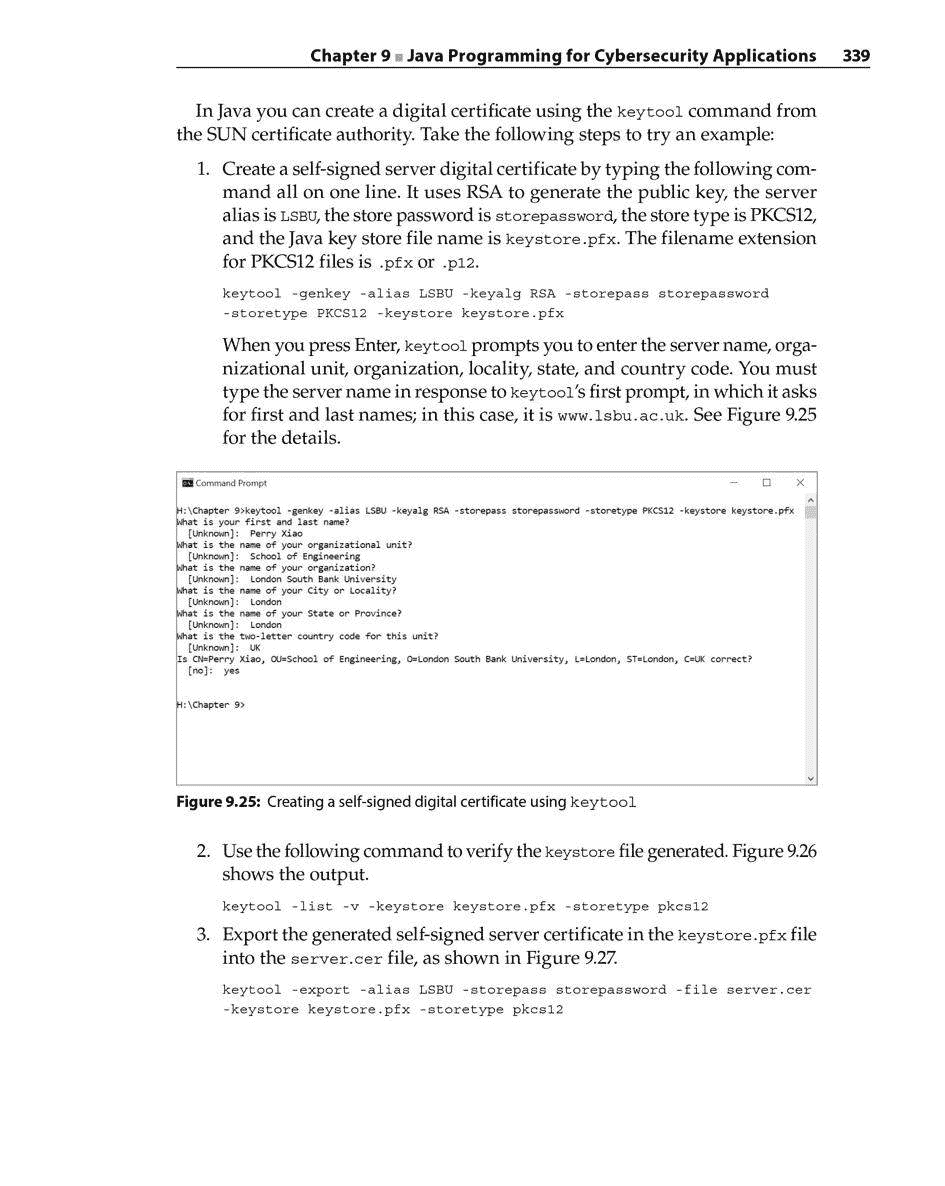 Chapter 9 ■ Java Programming for Cybersecurity Applications 339
In Java you can create a digital certificate using the keytool command from
the SUN certificate authority. Take the following steps to try an example:
1. Create a self-signed server digital certificate by typing the following com-
mand all on one line. It uses RSA to generate the public key, the server
alias is LSBU, the store password is storepassword, the store type is PKCS12,
and the Java key store file name is keystore.pfx. The filename extension
for PKCS12 files is .pfx or .p12.
keytool -genkey -alias LSBU -keyalg RSA -storepass storepassword
-storetype PKCS12 -keystore keystore.pfx
When you press Enter, keytool prompts you to enter the server name, orga-
nizational unit, organization, locality, state, and country code. You must
type the server name in response to keytool's first prompt, in which it asks
for first and last names; in this case, it is www.lsbu.ac.uk. See Figure 9.25
for the details.
Command Prompt
H:\Chapter 9>keytool -genkey -alias LSBU -keyalg RSA -storepass storepassword -storetype PKCS12 -keystore keystore.pfx
What is your first and last name?
[Unknown]: Perry Xiao
What is the name of your organizational unit?
[Unknown]: School of Engineering
What is the name of your organization?
[Unknown]: London South Bank University
What is the name of your City or Locality?
[Unknown]: London
What is the name of your State or Province?
[Unknown]: London
What is the two-letter country code for this unit?
[Unknown]: UK
Is CN=Perry Xiao, OU=School of Engineering, O=London South Bank University, L=London, ST=London, C=UK correct?
[no]: yes
H:\Chapter 9>
Figure 9.25: Creating a self-signed digital certificate using keytool
2. Use the following command to verify the keystore file generated. Figure 9.26
shows the output.
keytool -list -v -keystore keystore.pfx -storetype pkcs12
3. Export the generated self-signed server certificate in the keystore.pfx file
into the server.cer file, as shown in Figure 9.27.
keytool -export -alias LSBU -storepass storepassword -file server.cer
-keystore keystore.pfx -storetype pkcs12